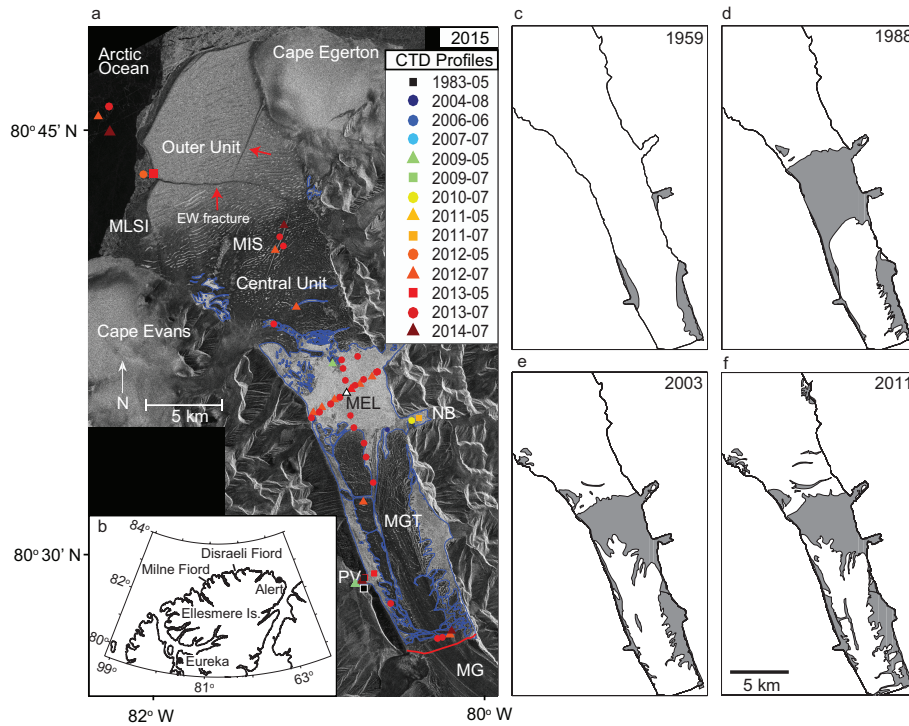 a
2015
Arctic
Ocean
Cape Egerton
CTD Profiles
1983-05
2004-08
2006-06
2007-07
2009-05
2009-07
2010-07
2011-05
2011-07
2012-05
2012-07
2013-05
2013-07
2014-07
80° 45' N
Outer Unit
EW fracture
MLSI
MIS
Central Unit
Cape Evans
N
5 km
MEL
NB
MGT
80° 30' N
PV
MG
82° W
80° W
b
84°
82°
80°
99°
81°
63°
Disraeli Fiord
Milne Fiord
Alert
Ellesmere Is.
Eureka
c
1959
d
1988
e
2003
f
2011
5 km